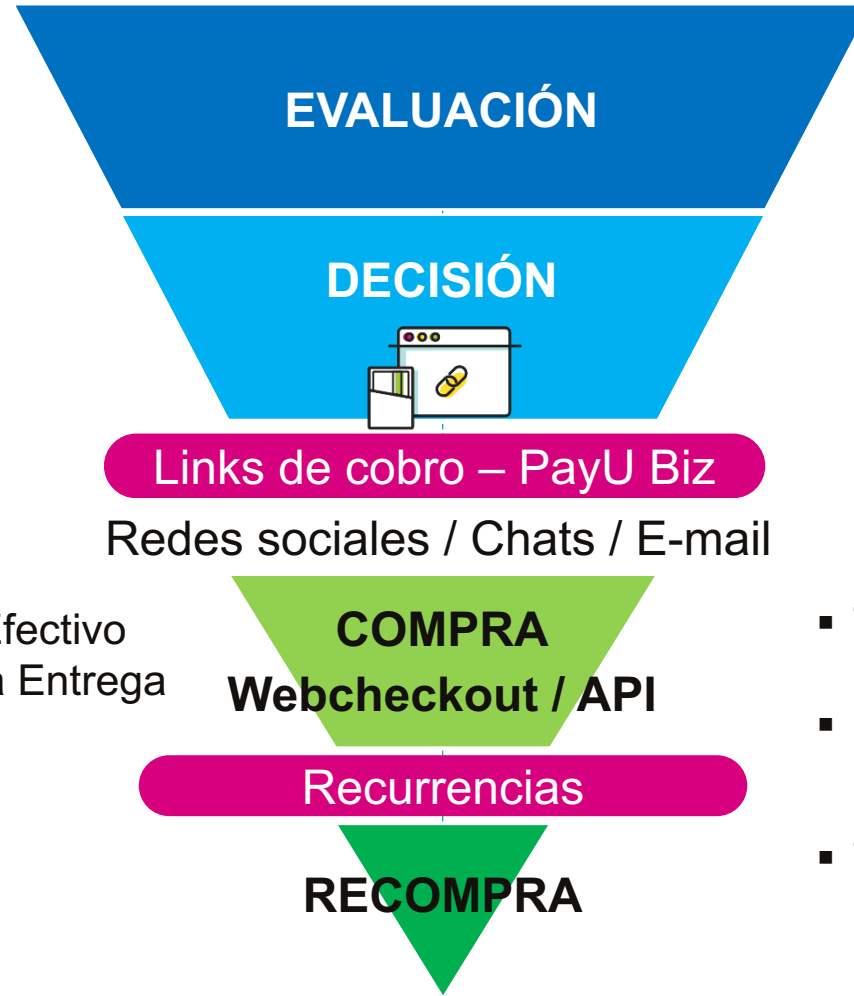 EVALUACIÓN
DECISIÓN
Links de cobro – PayU Biz
Redes sociales / Chats / E-mail
fectivo
a Entrega
COMPRA
Webcheckout / API
Recurrencias
RECOMPRA